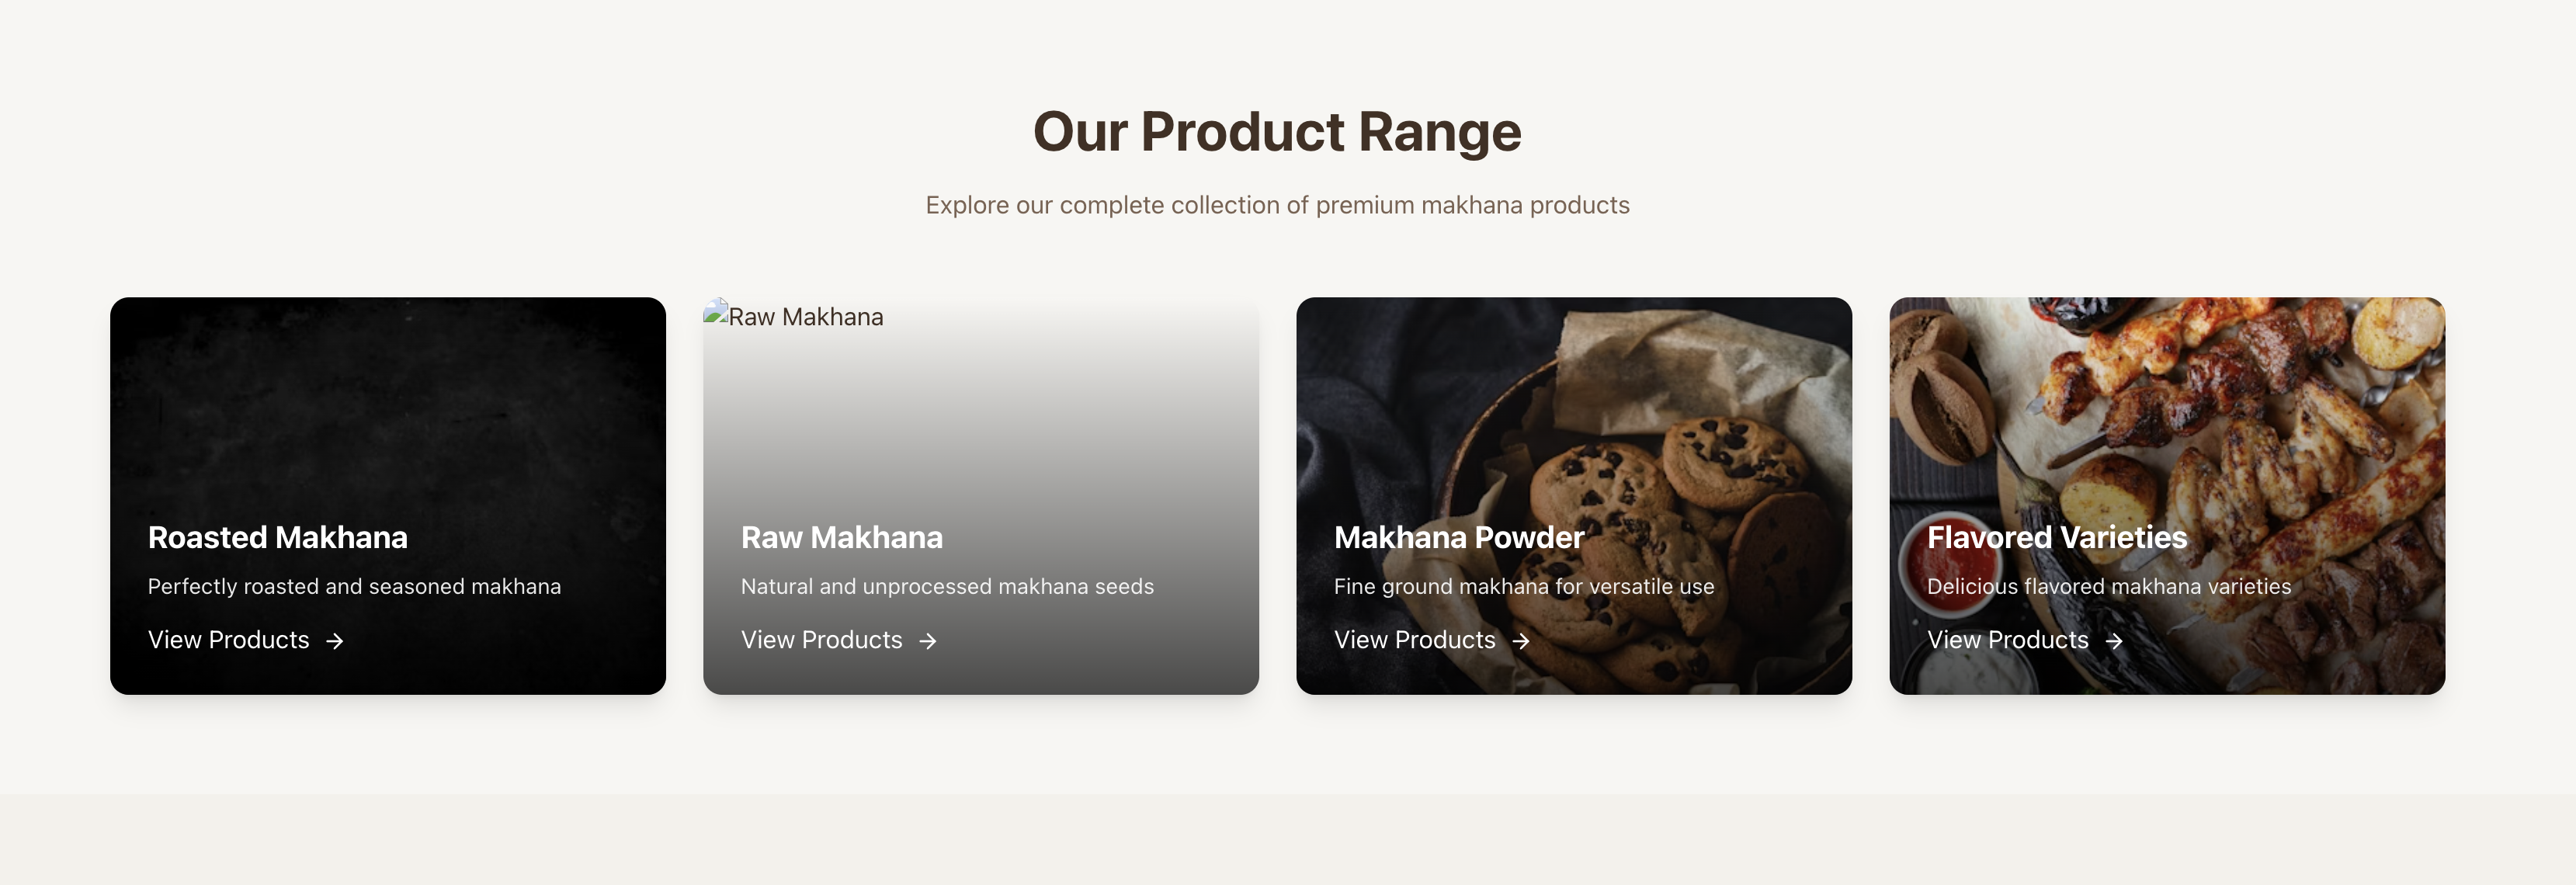 Our Product Range
Explore our complete collection of premium makhana products
Raw Makhana
Roasted Makhana
Perfectly roasted and seasoned makhana
View Products →
Raw Makhana
Natural and unprocessed makhana seeds
View Products →
Makhana Powder
Fine ground makhana for versatile use
View Products →
Flavored Varieties
Delicious flavored makhana varieties
View Products →